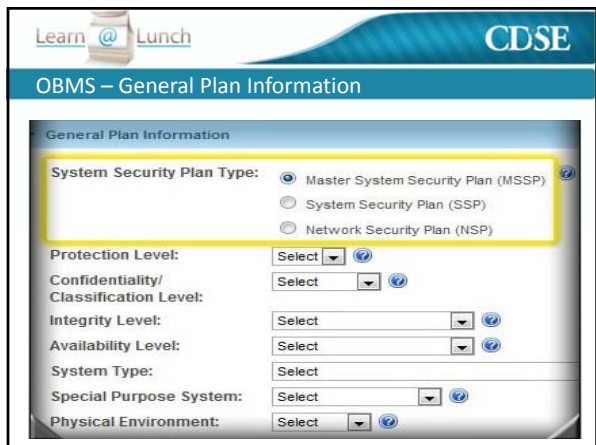 Learn @ Lunch
CDSE
OBMS – General Plan Information
General Plan Information
System Security Plan Type:
Master System Security Plan (MSSP)
System Security Plan (SSP)
Network Security Plan (NSP)
Protection Level: Select
Confidentiality/
Classification Level: Select
Integrity Level: Select
Availability Level: Select
System Type: Select
Special Purpose System: Select
Physical Environment: Select